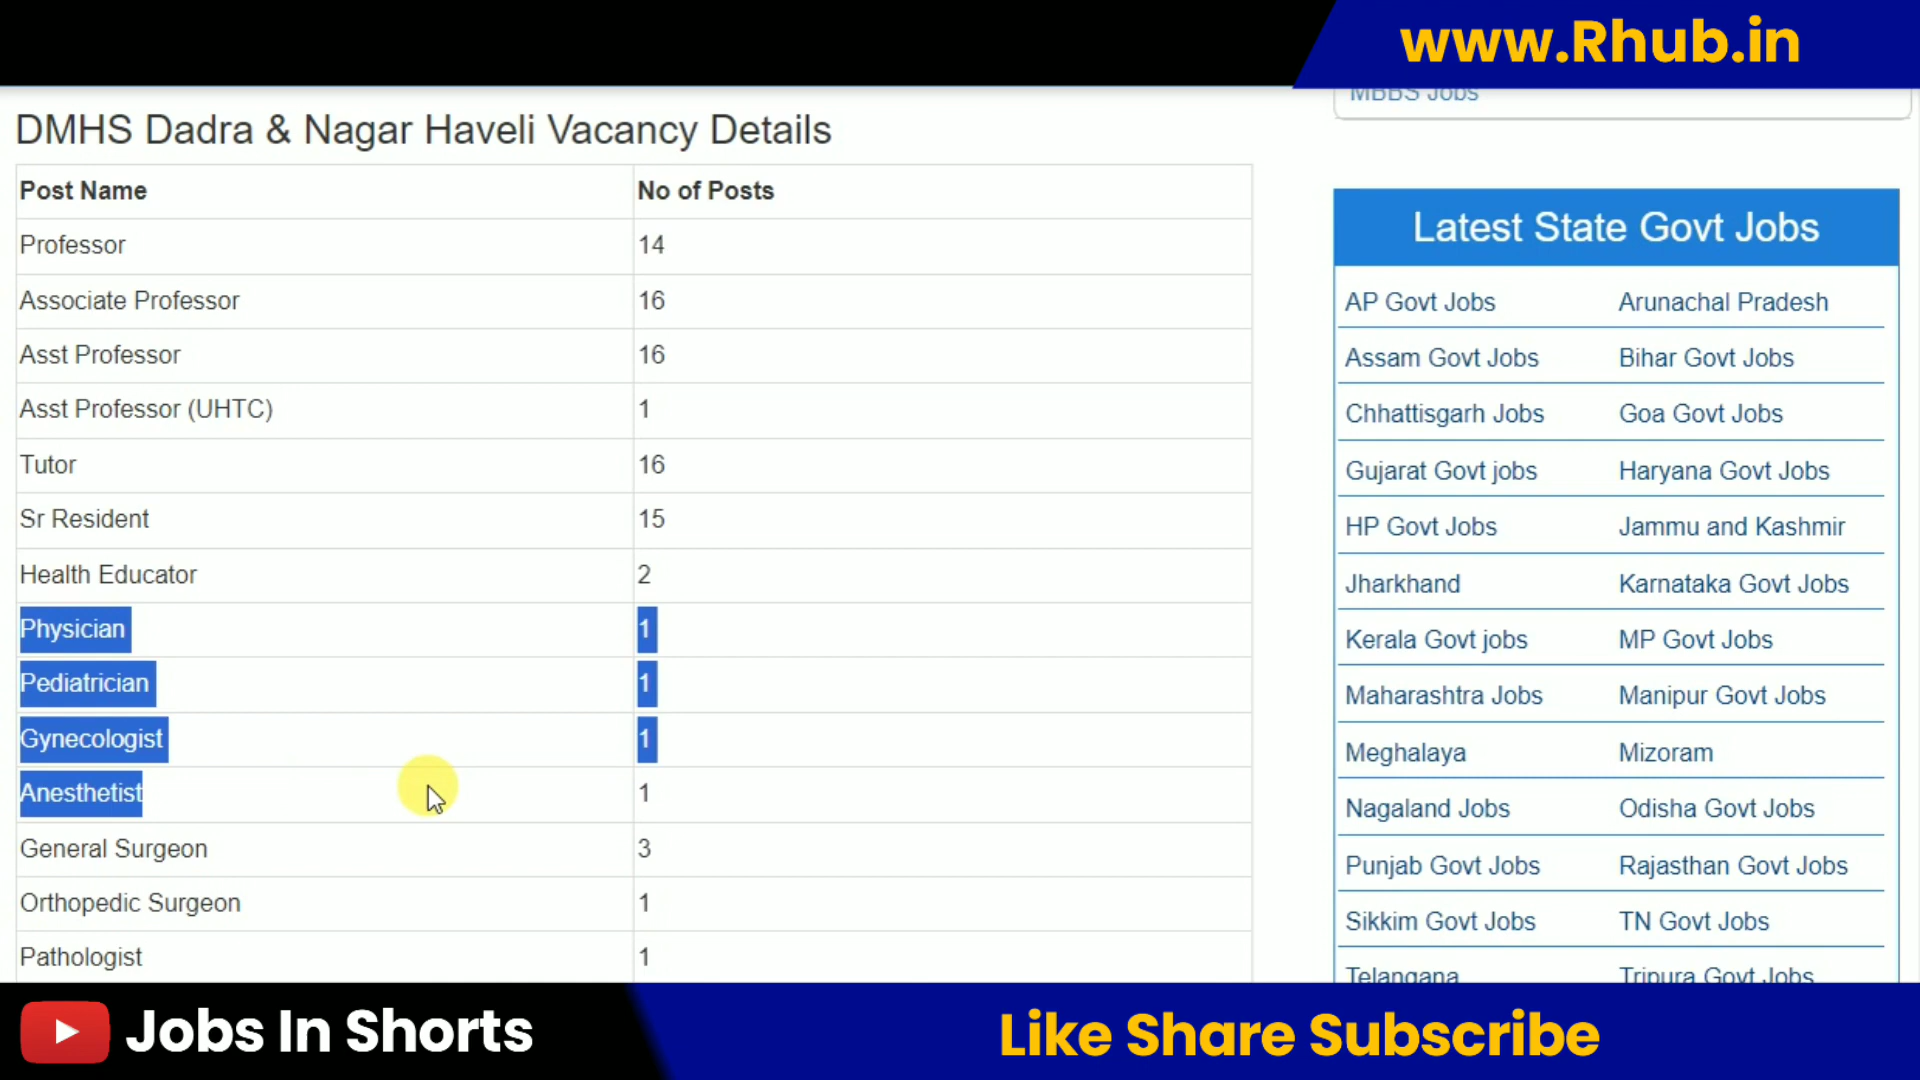 www.Rhub.in
MBBS Jobs
DMHS Dadra & Nagar Haveli Vacancy Details
Post Name No of Posts
Professor 14
Associate Professor 16
Asst Professor 16
Asst Professor (UHTC) 1
Tutor 16
Sr Resident 15
Health Educator 2
Physician 1
Pediatrician 1
Gynecologist 1
Anesthetist 1
General Surgeon 3
Orthopedic Surgeon 1
Pathologist 1
Latest State Govt Jobs
AP Govt Jobs Arunachal Pradesh
Assam Govt Jobs Bihar Govt Jobs
Chhattisgarh Jobs Goa Govt Jobs
Gujarat Govt jobs Haryana Govt Jobs
HP Govt Jobs Jammu and Kashmir
Jharkhand Karnataka Govt Jobs
Kerala Govt jobs MP Govt Jobs
Maharashtra Jobs Manipur Govt Jobs
Meghalaya Mizoram
Nagaland Jobs Odisha Govt Jobs
Punjab Govt Jobs Rajasthan Govt Jobs
Sikkim Govt Jobs TN Govt Jobs
Telangana Tripura Govt Jobs
Jobs In Shorts
Like Share Subscribe